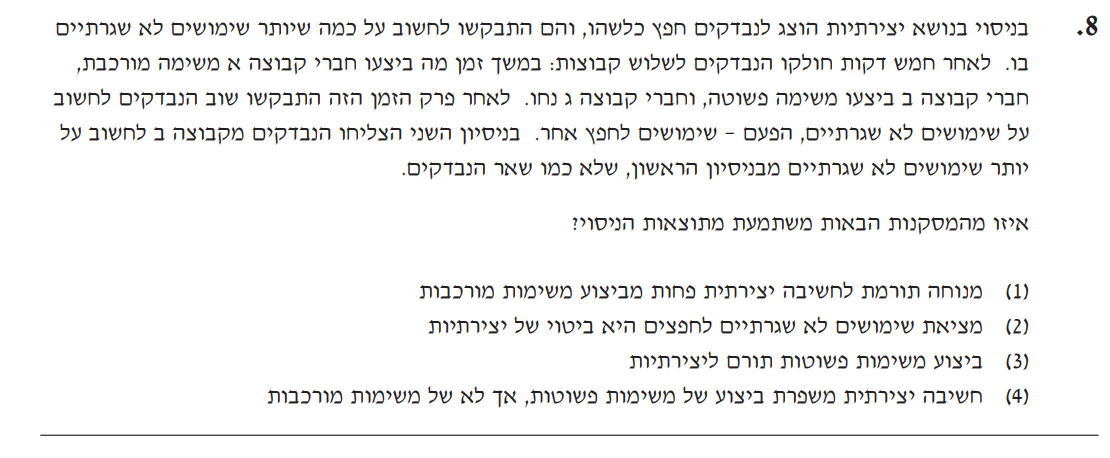 8. בניסוי בנושא יצירתיות הוצג לנבדקים חפץ כלשהו, והם התבקשו לחשוב על כמה שיותר שימושים לא שגרתיים
בו. לאחר חמש דקות חולקו הנבדקים לשלוש קבוצות: במשך זמן מה ביצעו חברי קבוצה א משימה מורכבת,
חברי קבוצה ב ביצעו משימה פשוטה, וחברי קבוצה ג נחו. לאחר פרק הזמן הזה התבקשו שוב הנבדקים לחשוב
על שימושים לא שגרתיים, הפעם – שימושים לחפץ אחר. בניסיון השני הצליחו הנבדקים מקבוצה ב לחשוב על
יותר שימושים לא שגרתיים מבניסיון הראשון, שלא כמו שאר הנבדקים.
איזו מהמסקנות הבאות משתמעת מתוצאות הניסוי?
(1) מנוחה תורמת לחשיבה יצירתית פחות מביצוע משימות מורכבות
(2) מציאת שימושים לא שגרתיים לחפצים היא ביטוי של יצירתיות
(3) ביצוע משימות פשוטות תורם ליצירתיות
(4) חשיבה יצירתית משפרת ביצוע של משימות פשוטות, אך לא של משימות מורכבות